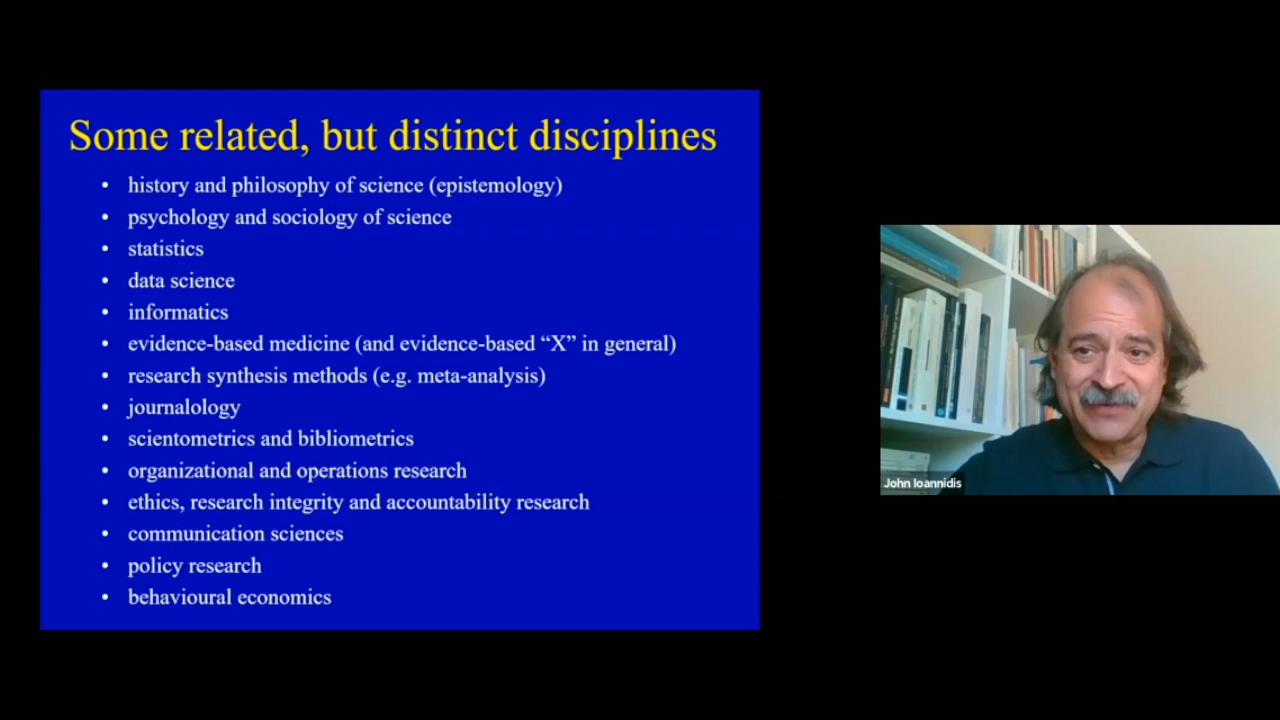 Some related, but distinct disciplines
• history and philosophy of science (epistemology)
• psychology and sociology of science
• statistics
• data science
• informatics
• evidence-based medicine (and evidence-based “X” in general)
• research synthesis methods (e.g. meta-analysis)
• journalology
• scientometrics and bibliometrics
• organizational and operations research
• ethics, research integrity and accountability research
• communication sciences
• policy research
• behavioural economics
John Ioannidis